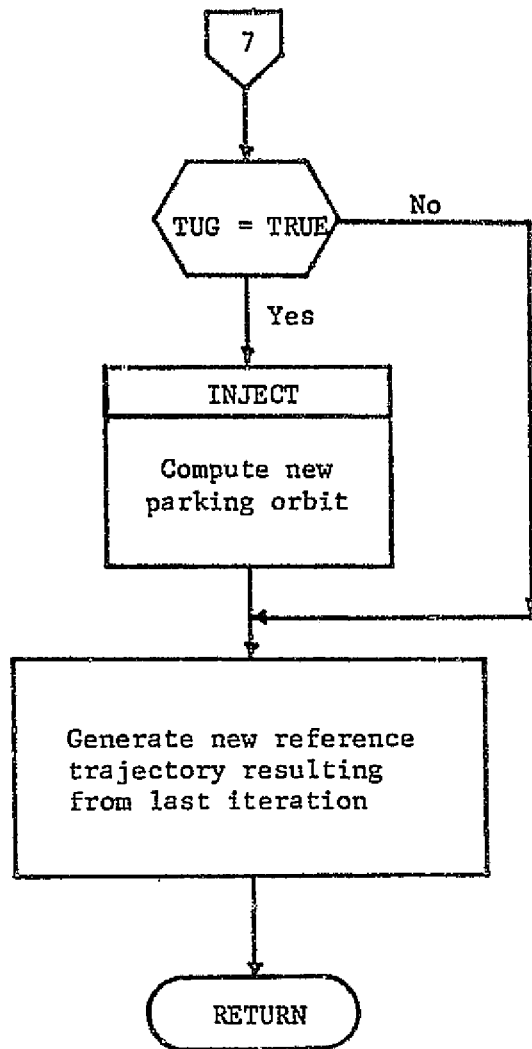 7
No
TUG = TRUE
Yes
INJECT
Compute new
parking orbit
Generate new reference
trajectory resulting
from last iteration
RETURN